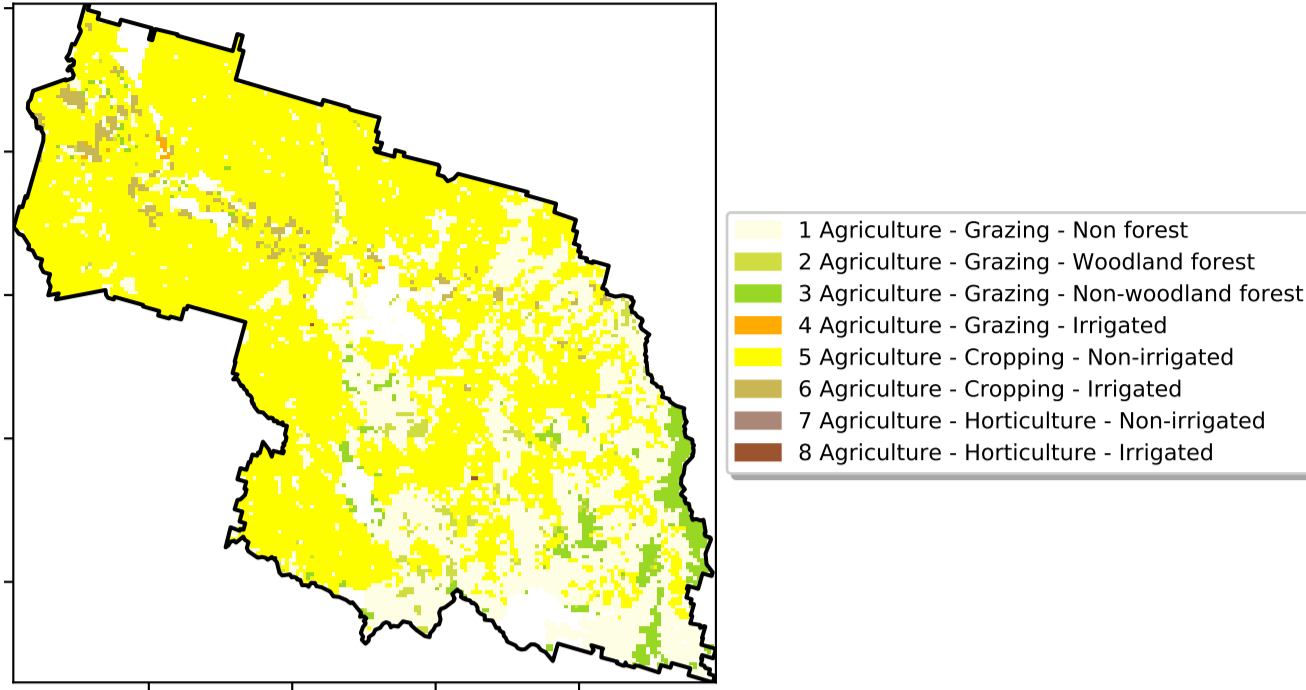 1 Agriculture - Grazing - Non forest
2 Agriculture - Grazing - Woodland forest
3 Agriculture - Grazing - Non-woodland forest
4 Agriculture - Grazing - Irrigated
5 Agriculture - Cropping - Non-irrigated
6 Agriculture - Cropping - Irrigated
7 Agriculture - Horticulture - Non-irrigated
8 Agriculture - Horticulture - Irrigated